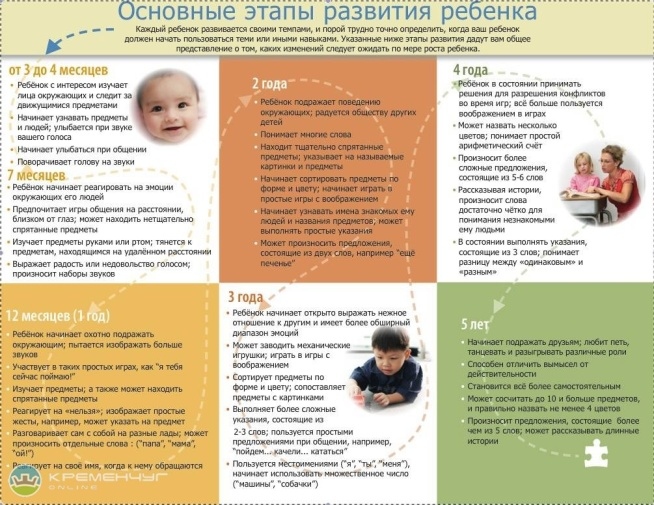 Основные этапы развития ребенка
Каждый ребенок развивается своими темпами, и порой трудно точно определить, когда ваш ребенок
должен начать пользоваться теми или иными навыками. Указанные ниже этапы развития дадут вам общее
представление о том, каких изменений следует ожидать по мере роста ребенка.
от 3 до 4 месяцев
• Ребёнок с интересом изучает
лица окружающих и следит за
движущимися предметами
• Начинает узнавать предметы
и людей; улыбается при звуке
вашего голоса
• Начинает улыбаться при общении
• Поворачивает голову на звуки
7 месяцев
• Ребёнок начинает реагировать на эмоции
окружающих его людей
• Предпочитает игры общения на расстоянии,
близком от глаз; может находить нетщательно
спрятанные предметы
• Изучает предметы руками или ртом; тянется к
предметам, находящимся на удалённом расстоянии
• Выражает радость или недовольство голосом;
произносит наборы звуков
12 месяцев (1 год)
• Ребёнок начинает охотно подражать
окружающим; пытается изображать больше
звуков
• Участвует в таких простых играх, как “я тебя
сейчас поймаю!”
• Изучает предметы; а также может находить
спрятанные предметы
• Реагирует на «нельзя»; изображает простые
жесты, например, может указать на предмет
• Разговаривает сам с собой на разные лады; может
произносить отдельные слова : (“папа”, “мама”,
“ой!”)
• Реагирует на своё имя, когда к нему обращаются
2 года
• Ребёнок подражает поведению
окружающих; радуется обществу других
детей
• Понимает многие слова
• Находит тщательно спрятанные
предметы; указывает на называемые
картинки и предметы
• Начинает сортировать предметы по
форме и цвету; начинает играть в
простые игры с воображением
• Начинает узнавать имена знакомых ему
людей и названия предметов, может
выполнять простые указания
• Может произносить предложения,
состоящие из двух слов, например “ещё
печенье”
3 года
• Ребёнок начинает открыто выражать нежное
отношение к другим и имеет более обширный
диапазон эмоций
• Может заводить механические
игрушки; играть в игры с
воображением
• Сортирует предметы по
форме и цвету; сопоставляет
предметы с картинками
• Выполняет более сложные
указания, состоящие из
2-3 слов; пользуется простыми
предложениями при общении, например,
“пойдем... качели... кататься”
• Пользуется местримениями (“я”, “ты”, “меня”),
начинает использовать множественное число
(“машины”, “собачки”)
4 года
• Ребёнок в состоянии принимать
решения для разрешения конфликтов
во время игр; всё больше пользуется
воображением в играх
• Может назвать несколько
цветов; понимает простой
арифметический счёт
• Произносит более
сложные предложения,
состоящие из 5-6 слов
• Рассказывая истории,
произносит слова
достаточно чётко для
понимания незнакомыми
ему людьми
• В состоянии выполнять указания,
состоящие из 3 слов; понимает
разницу между «одинаковым» и
«разным»
5 лет
• Начинает подражать друзьям; любит петь,
танцевать и разыгрывать различные роли
• Способен отличить вымысел от
действительности
• Становится всё более самостоятельным
• Может сосчитать до 10 и больше предметов,
и правильно назвать не менее 4 цветов
• Произносит предложения, состоящие более
чем из 5 слов; может рассказывать длинные
истории
КРЕМЕНЧУГ
ONLINE